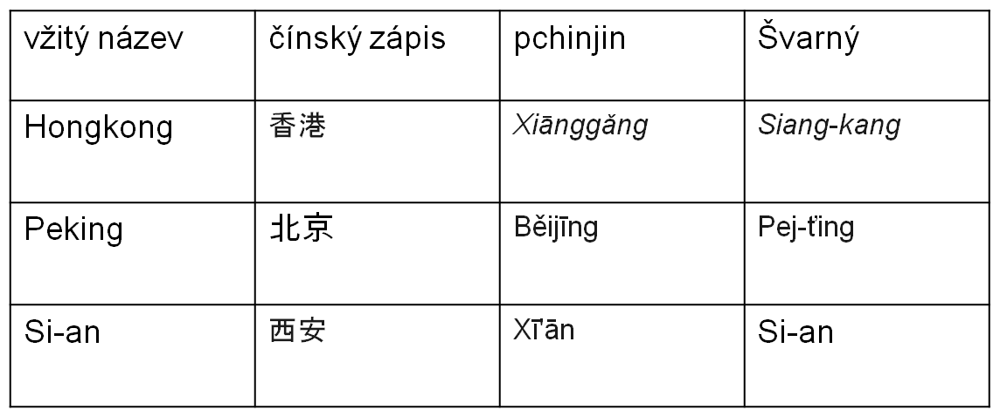 vžitý název čínský zápis pchinjin Švarný
Hongkong 香港 Xiānggǎng Siang-kang
Peking 北京 Běijīng Pej-ťing
Si-an 西安 Xī'ān Si-an